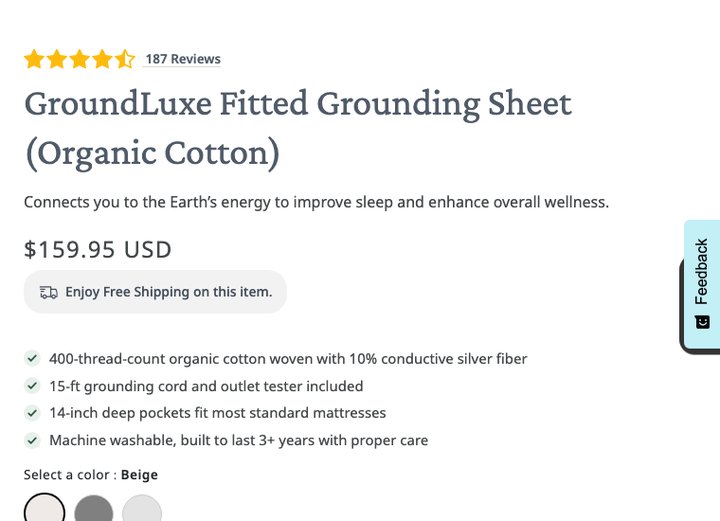 187 Reviews
GroundLuxe Fitted Grounding Sheet
(Organic Cotton)
Connects you to the Earth’s energy to improve sleep and enhance overall wellness.
$159.95 USD
Enjoy Free Shipping on this item.
Feedback
400-thread-count organic cotton woven with 10% conductive silver fiber
15-ft grounding cord and outlet tester included
14-inch deep pockets fit most standard mattresses
Machine washable, built to last 3+ years with proper care
Select a color : Beige